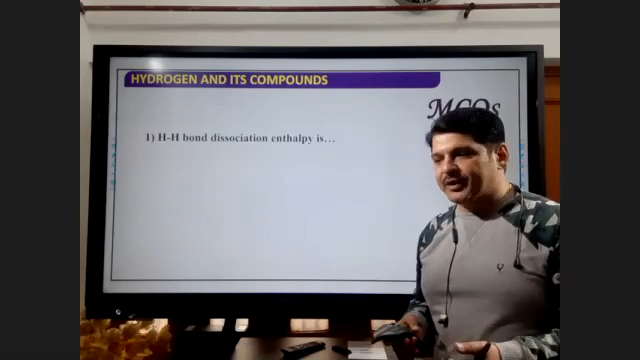 HYDROGEN AND ITS COMPOUNDS
MCQs
1) H-H bond dissociation enthalpy is…